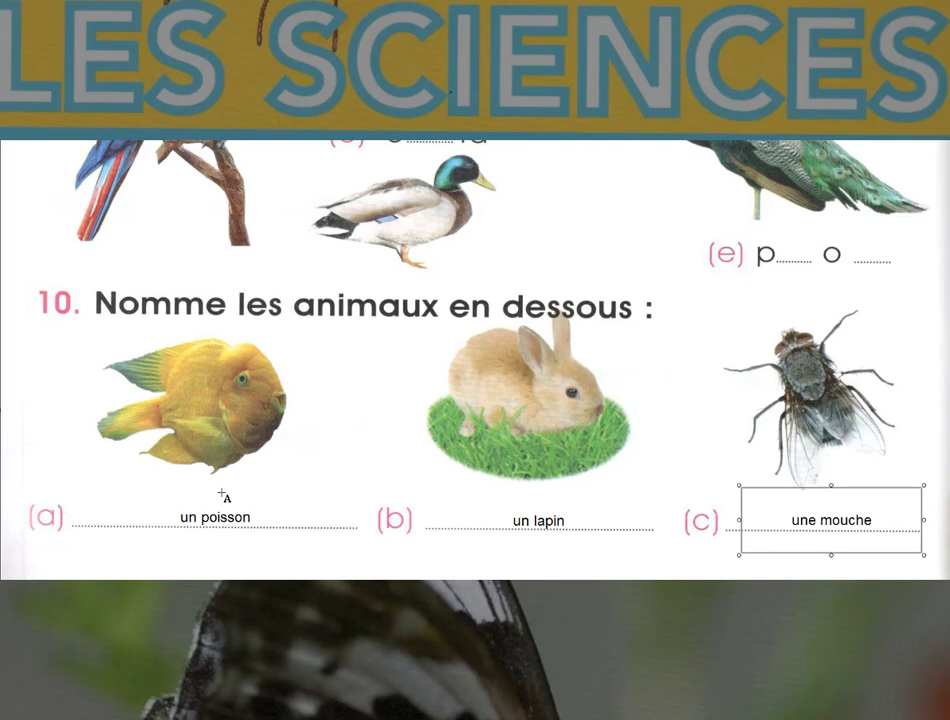 LES SCIENCES
(e) p........ o ........
10. Nomme les animaux en dessous :
(a) un poisson
(b) un lapin
(c) une mouche